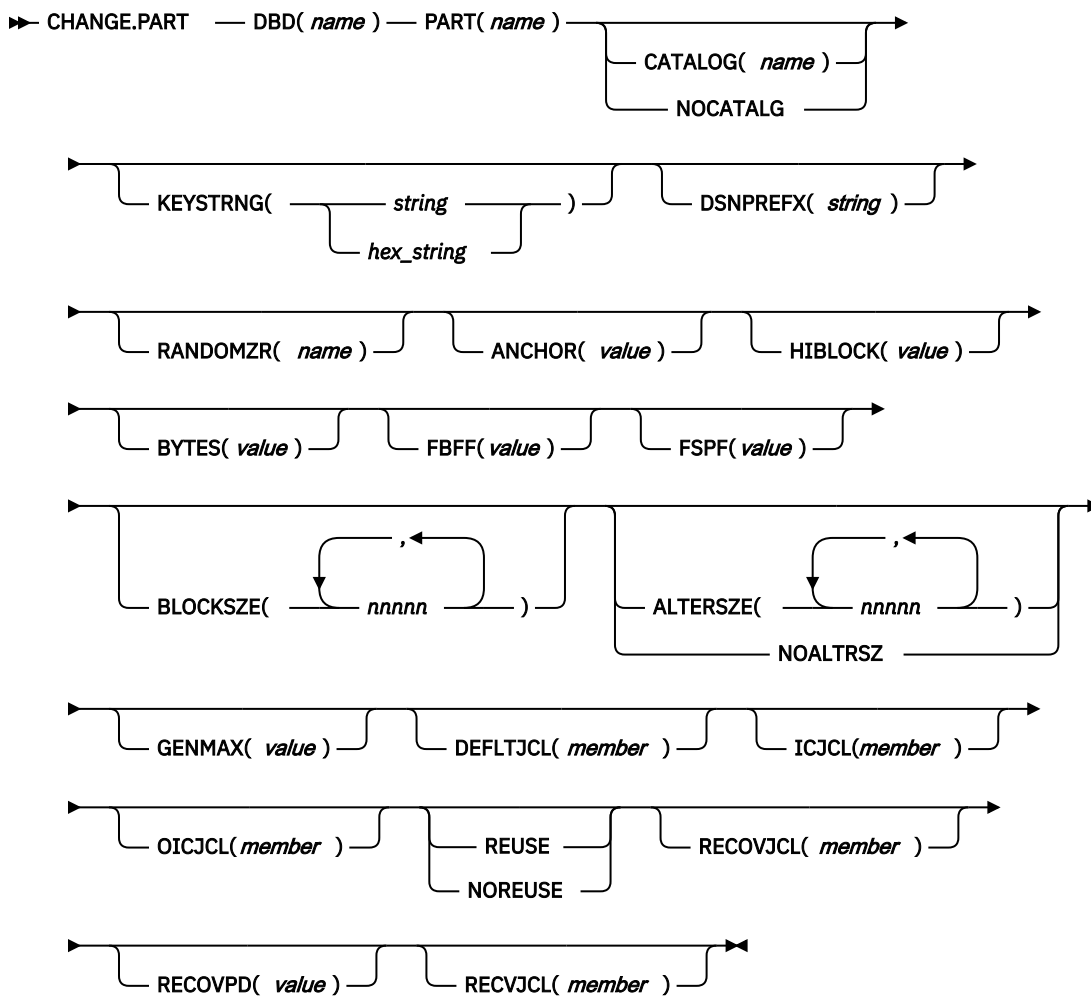 CHANGE.PART DBD( name ) PART( name )
CATALOG( name )
NOCATALG
KEYSTRNG( string ) DSNPREFX( string )
hex_string
RANDOMZR( name ) ANCHOR( value ) HIBLOCK( value )
BYTES( value ) FBFF( value ) FSPF( value )
, ,
BLOCKSZE( nnnnn ) ALTERSZE( nnnnn )
NOALTRSZ
GENMAX( value ) DEFLTJCL( member ) ICJCL(member )
OICJCL(member ) REUSE RECOVJCL( member )
NOREUSE
RECOVPD( value ) RECVJCL( member )